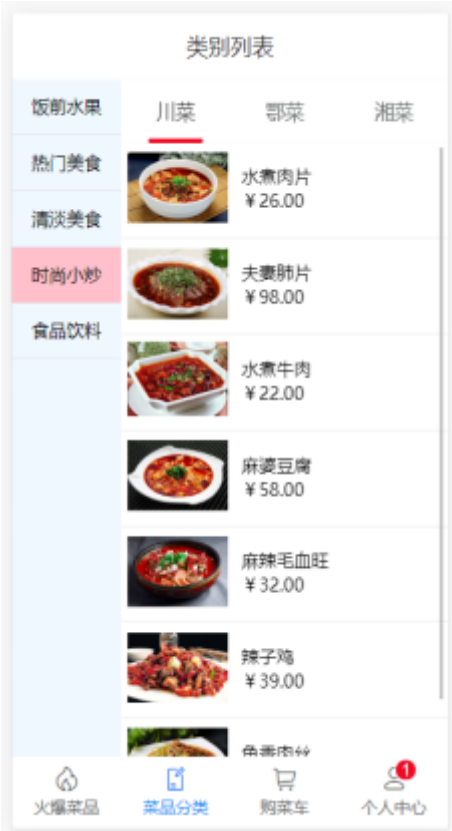 类别列表
饭前水果
热门美食
清淡美食
时尚小炒
食品饮料
川菜 鄂菜 湘菜
水煮肉片
￥26.00
夫妻肺片
￥98.00
水煮牛肉
￥22.00
麻婆豆腐
￥58.00
麻辣毛血旺
￥32.00
辣子鸡
￥39.00
鱼香肉丝
1
火爆菜品 菜品分类 购菜车 个人中心